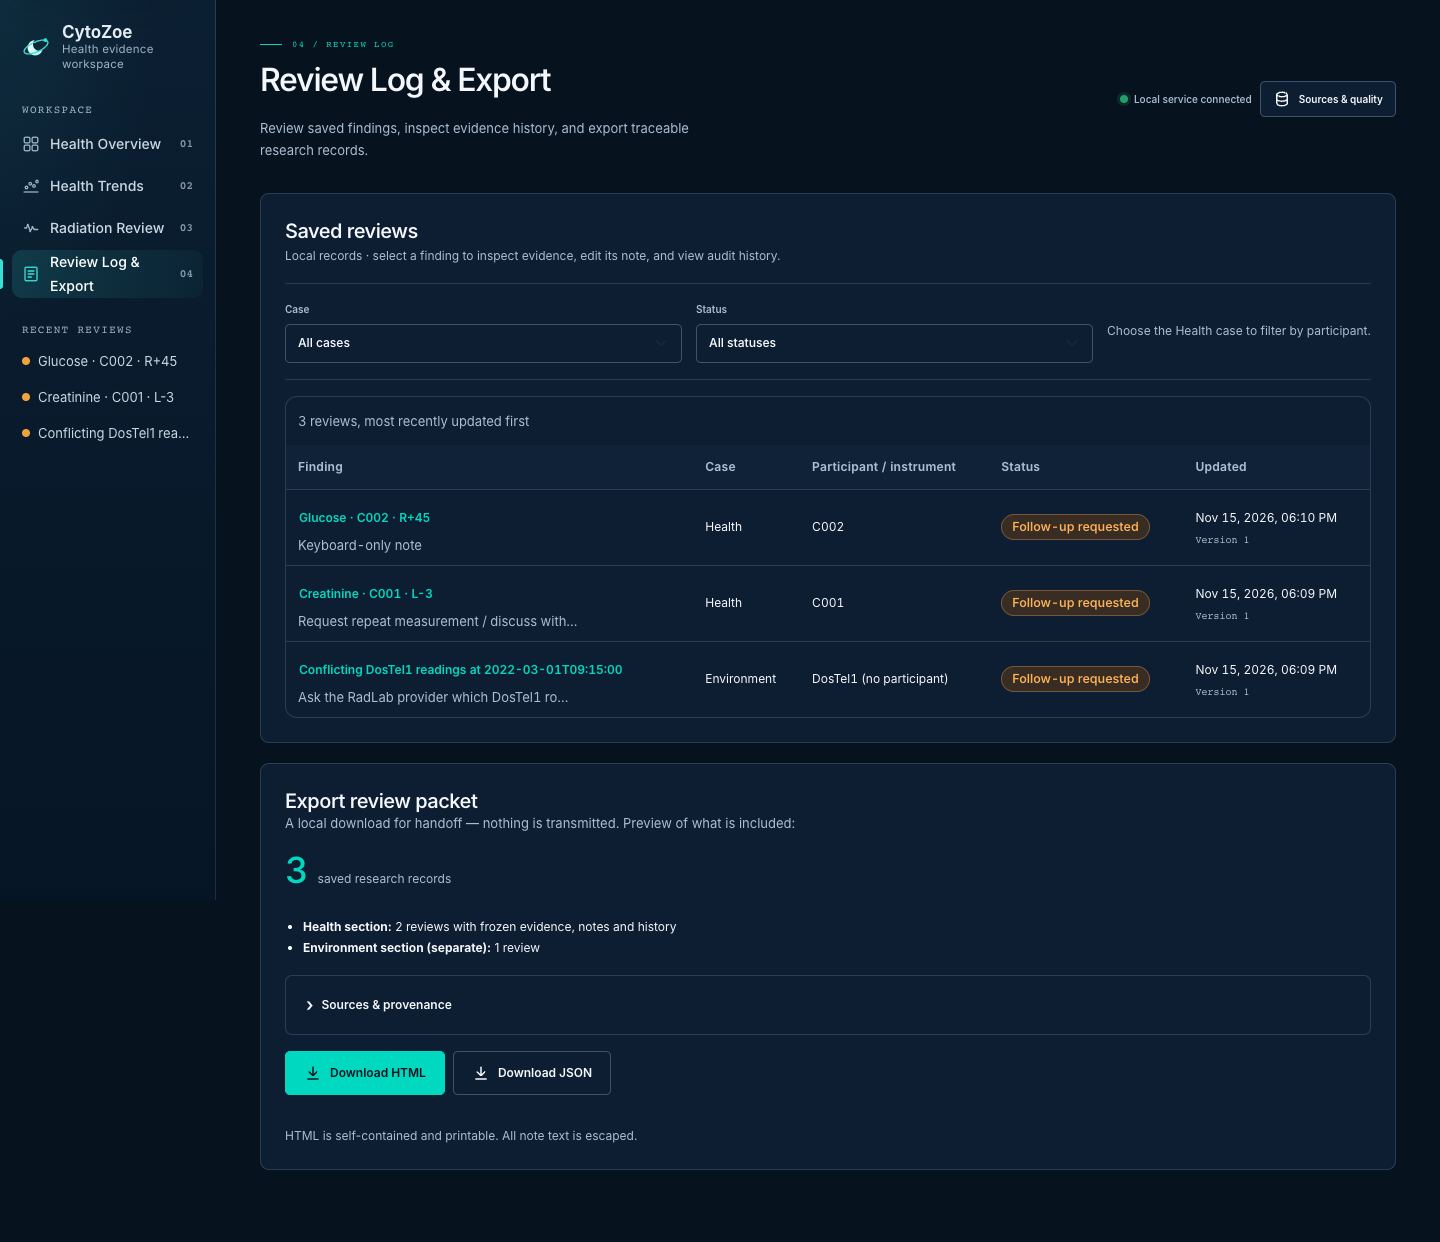 CytoZoe
Health evidence
workspace
WORKSPACE
Health Overview 01
Health Trends 02
Radiation Review 03
Review Log &
Export
04
RECENT REVIEWS
Glucose · C002 · R+45
Creatinine · C001 · L-3
Conflicting DosTel1 rea...
04 / REVIEW LOG
Review Log & Export
Review saved findings, inspect evidence history, and export traceable
research records.
Local service connected
Sources & quality
Saved reviews
Local records · select a finding to inspect evidence, edit its note, and view audit history.
Case
All cases
Status
All statuses
Choose the Health case to filter by participant.
3 reviews, most recently updated first
Finding Case Participant / instrument Status Updated
Glucose · C002 · R+45
Keyboard-only note
Health C002 Follow-up requested
Nov 15, 2026, 06:10 PM
Version 1
Creatinine · C001 · L-3
Request repeat measurement / discuss with...
Health C001 Follow-up requested
Nov 15, 2026, 06:09 PM
Version 1
Conflicting DosTel1 readings at 2022-03-01T09:15:00
Ask the RadLab provider which DosTel1 ro...
Environment DosTel1 (no participant) Follow-up requested
Nov 15, 2026, 06:09 PM
Version 1
Export review packet
A local download for handoff — nothing is transmitted. Preview of what is included:
3 saved research records
• Health section: 2 reviews with frozen evidence, notes and history
• Environment section (separate): 1 review
Sources & provenance
Download HTML
Download JSON
HTML is self-contained and printable. All note text is escaped.